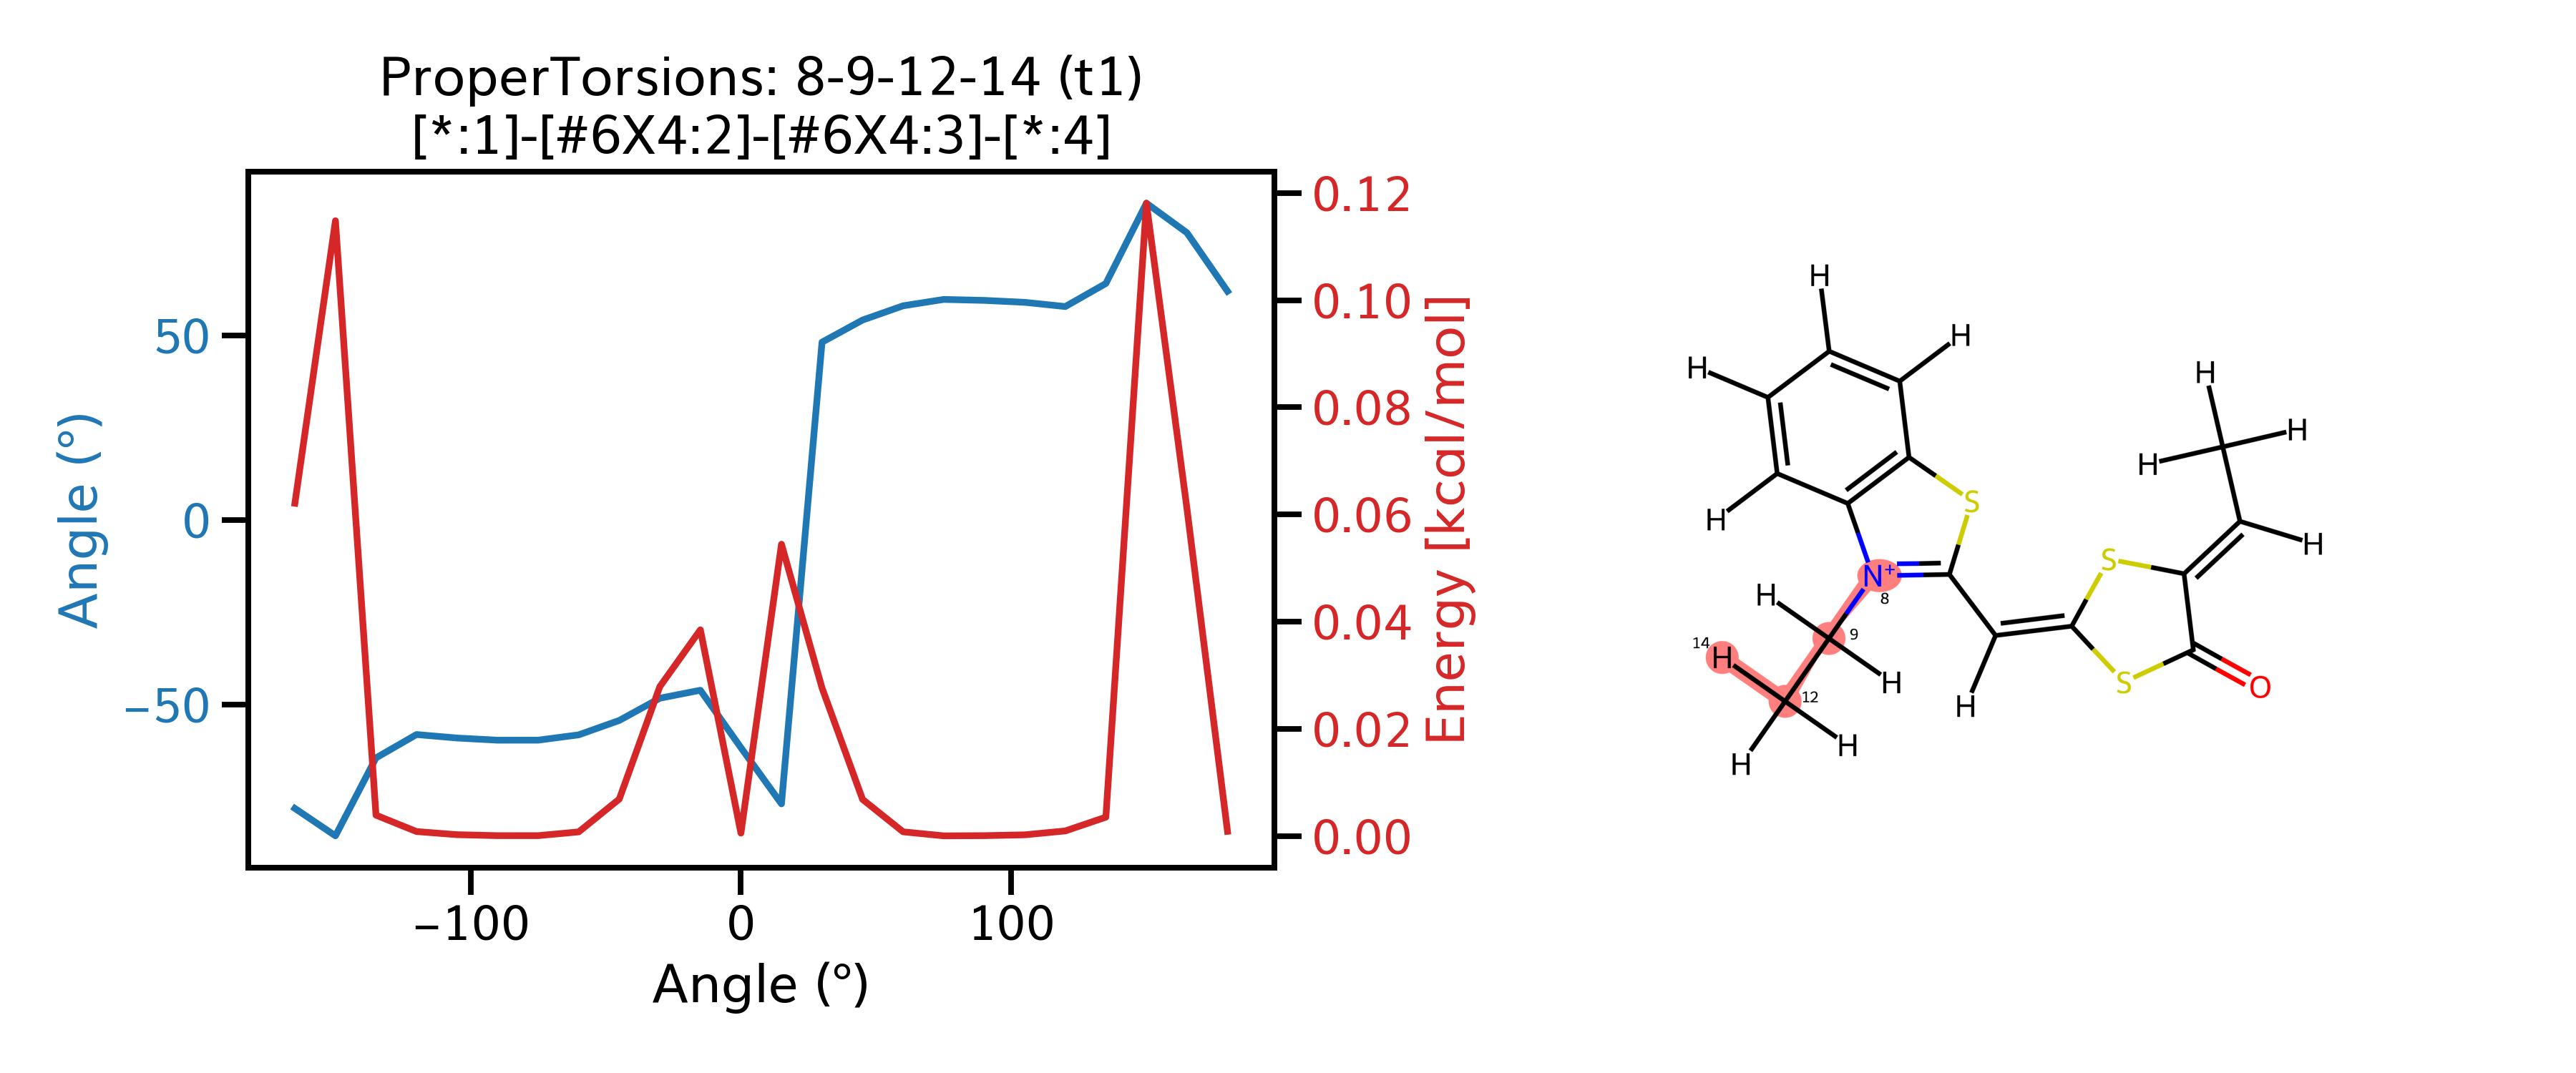 ProperTorsions: 8-9-12-14 (t1)
[*:1]-[#6X4:2]-[#6X4:3]-[*:4]
Angle (°)
50
0
−50
−100
0
100
Angle (°)
0.12
0.10
0.08
0.06
0.04
0.02
0.00
Energy [kcal/mol]
H
H
H
H
H
H
H
S
H
S
H
N+
8
H
9
14
H
H
S
O
12
H
H
H